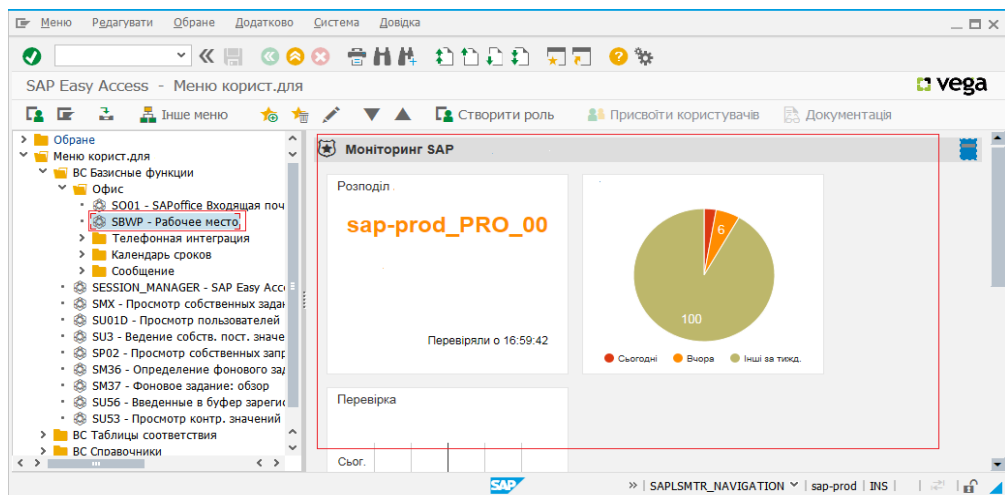 Меню Редагувати Обране Додатково Система Довідка
SAP Easy Access - Меню корист.для
vega
Інше меню Створити роль Присвоїти користувачів Документація
Обране
Меню корист.для
ВС Базисные функции
Офис
SO01 - SAPoffice Входящая поч
SBWP - Рабочее место
Телефонная интеграция
Календарь сроков
Сообщение
SESSION_MANAGER - SAP Easy Acce
SMX - Просмотр собственных задан
SU01D - Просмотр пользователей
SU3 - Ведение собств. пост. значе
SP02 - Просмотр собственных запр
SM36 - Определение фонового зад
SM37 - Фоновое задание: обзор
SU56 - Введенные в буфер зарегис
SU53 - Просмотр контр. значений
ВС Таблицы соответствия
ВС Справочники
Моніторинг SAP
Розподіл
sap-prod_PRO_00
Перевіряли о 16:59:42
6
100
Сьогодні Вчора Інші за тижд.
Перевірка
Сьог.
SAP
SAPLSMTR_NAVIGATION sap-prod INS